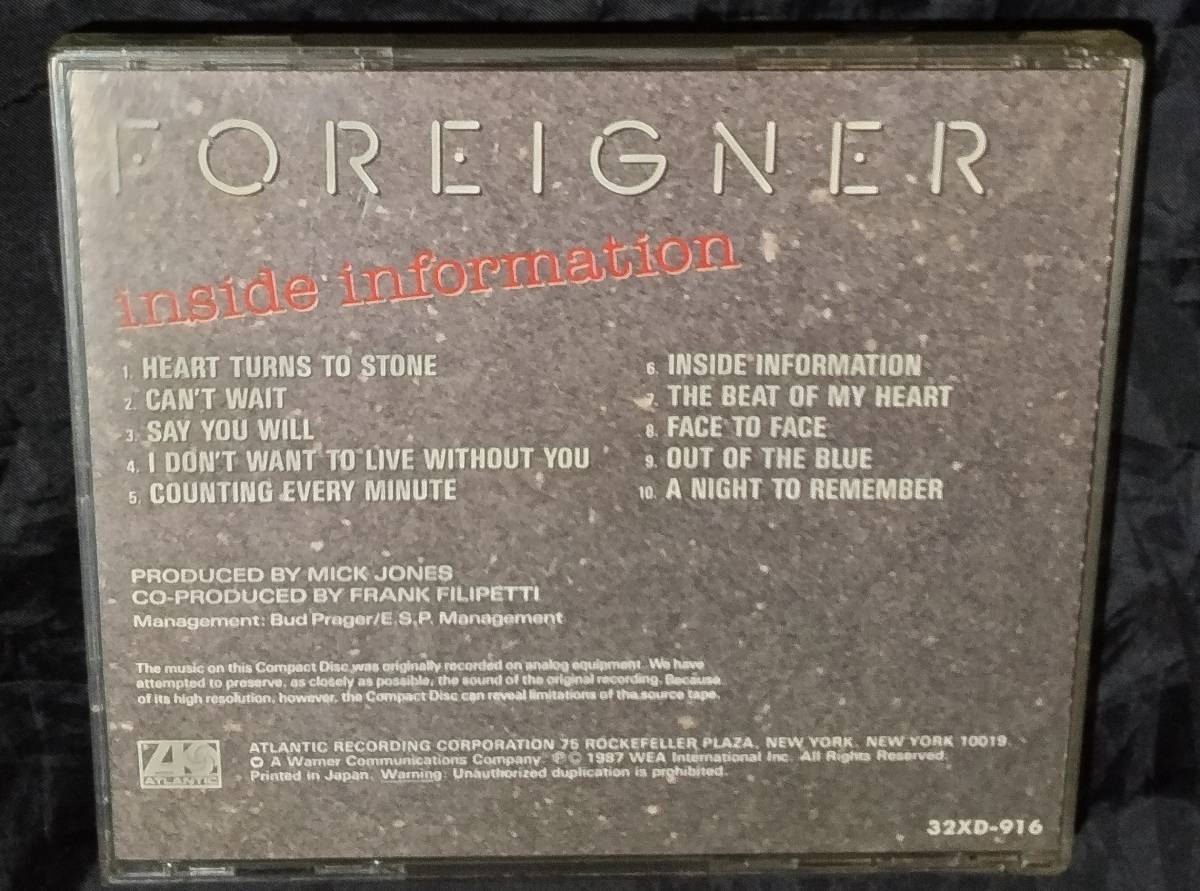 FOREIGNER
inside information
1. HEART TURNS TO STONE
2. CAN'T WAIT
3. SAY YOU WILL
4. I DON'T WANT TO LIVE WITHOUT YOU
5. COUNTING EVERY MINUTE
6. INSIDE INFORMATION
7. THE BEAT OF MY HEART
8. FACE TO FACE
9. OUT OF THE BLUE
10. A NIGHT TO REMEMBER
PRODUCED BY MICK JONES
CO-PRODUCED BY FRANK FILIPETTI
Management: Bud Prager/E.S.P. Management
The music on this Compact Disc was originally recorded on analog equipment. We have
attempted to preserve, as closely as possible, the sound of the original recording. Because
of its high resolution, however, the Compact Disc can reveal limitations of the source tape.
ATLANTIC
ATLANTIC RECORDING CORPORATION 75 ROCKEFELLER PLAZA, NEW YORK, NEW YORK 10019.
A Warner Communications Company. ℗© 1987 WEA International Inc. All Rights Reserved.
Printed in Japan. Warning: Unauthorized duplication is prohibited.
32XD-916